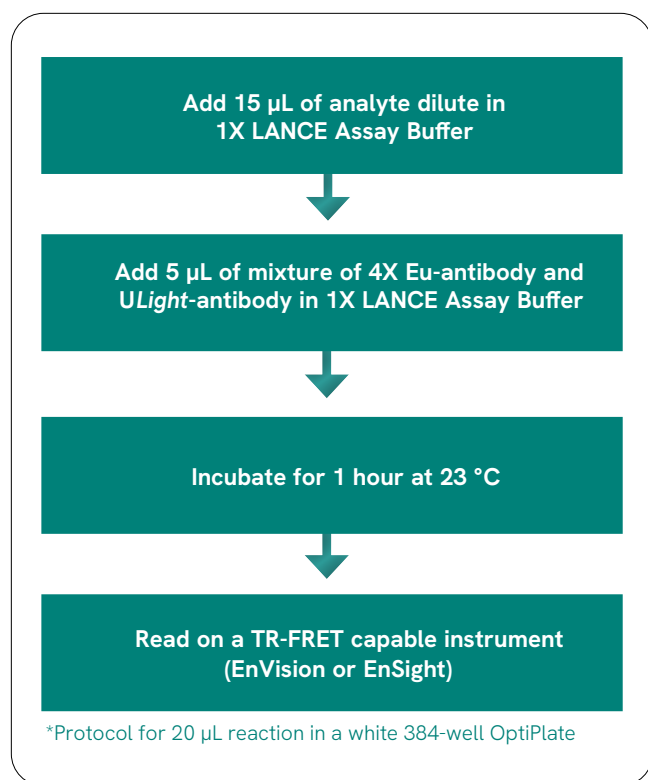 Add 15 µL of analyte dilute in
1X LANCE Assay Buffer
Add 5 µL of mixture of 4X Eu-antibody and
ULight-antibody in 1X LANCE Assay Buffer
Incubate for 1 hour at 23 °C
Read on a TR-FRET capable instrument
(EnVision or EnSight)
*Protocol for 20 µL reaction in a white 384-well OptiPlate